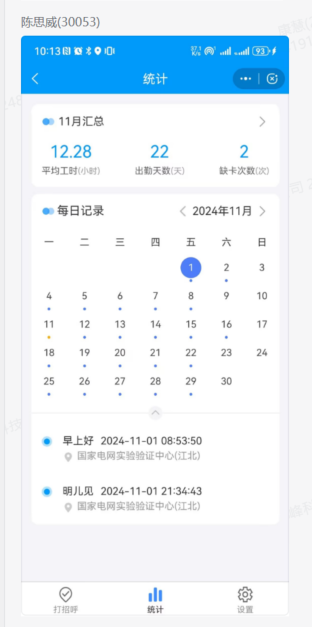 陈思威(30053)
10:13 93
统计
11月汇总
12.28 22 2
平均工时(小时) 出勤天数(天) 缺卡次数(次)
每日记录 2024年11月
一 二 三 四 五 六 日
1 2 3
4 5 6 7 8 9 10
11 12 13 14 15 16 17
18 19 20 21 22 23 24
25 26 27 28 29 30
早上好 2024-11-01 08:53:50
国家电网实验验证中心(江北)
明儿见 2024-11-01 21:34:43
国家电网实验验证中心(江北)
打招呼 统计 设置